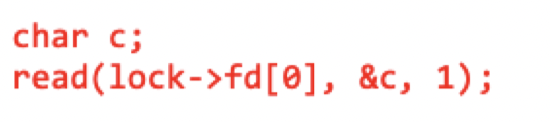 char c;
read(lock->fd[0], &c, 1);